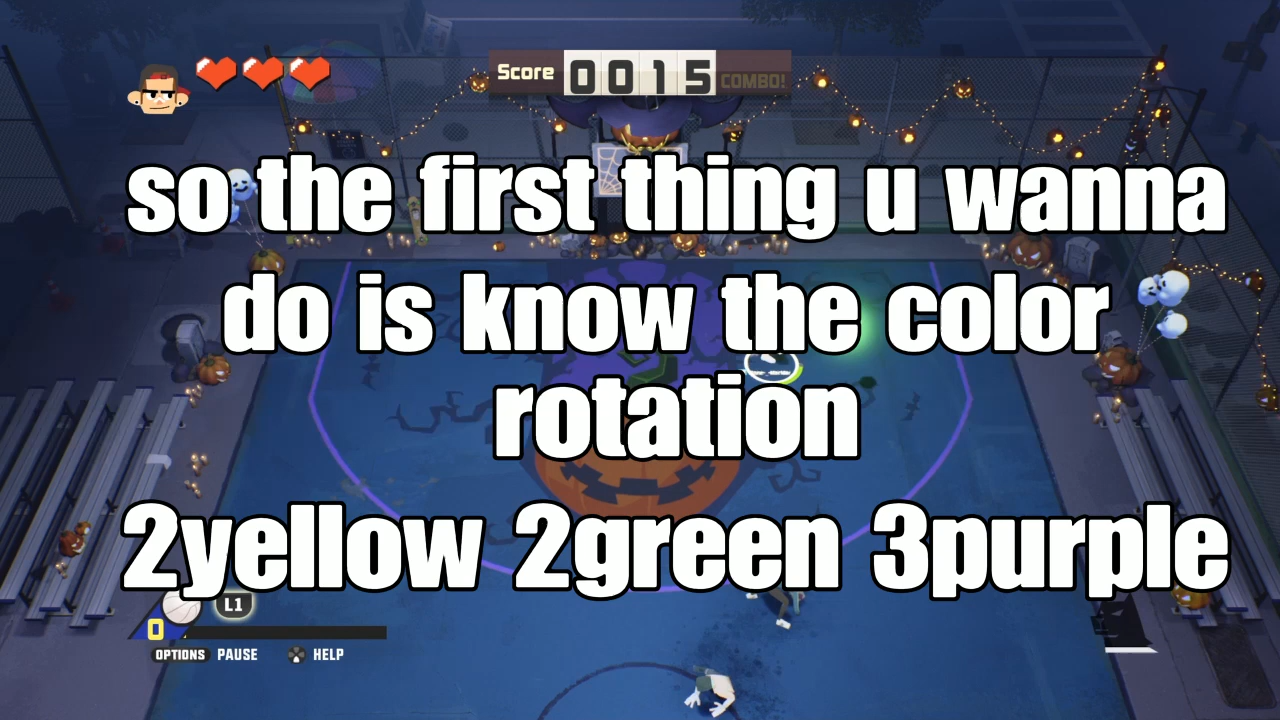 Score 0015 COMBO!
so the first thing u wanna
do is know the color
rotation
2yellow 2green 3purple
L1
0
OPTIONS PAUSE HELP